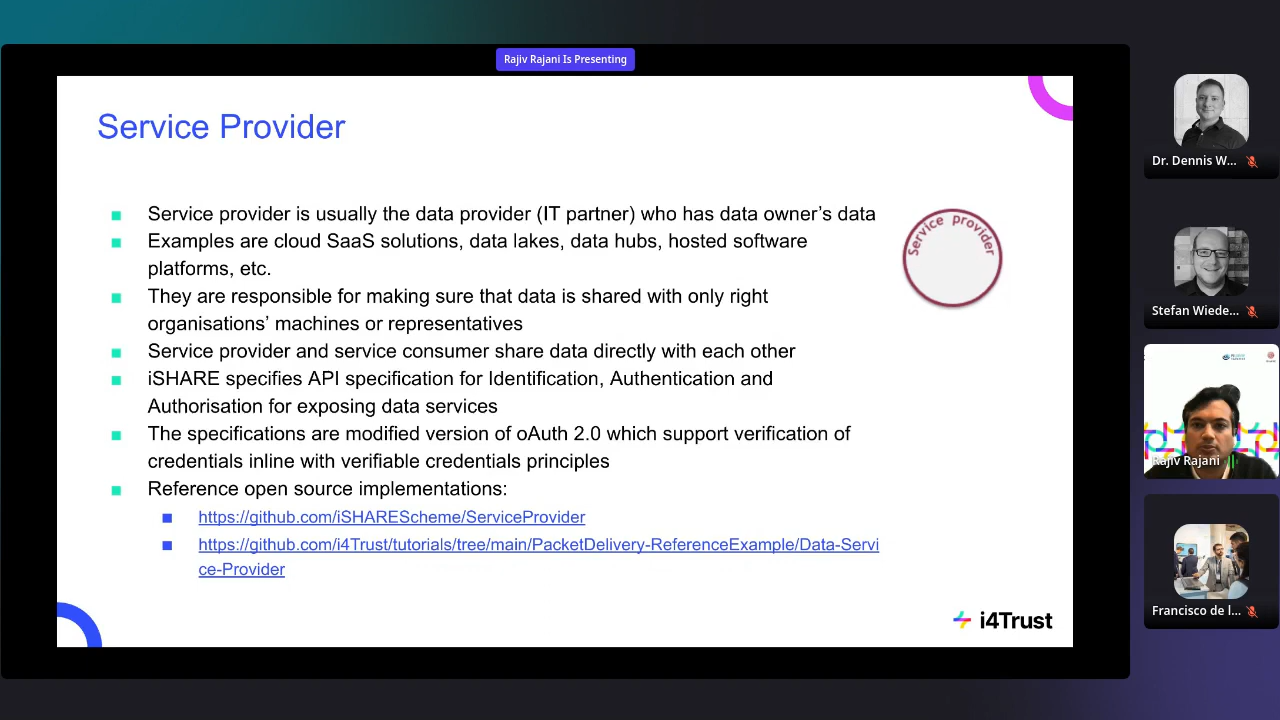 Rajiv Rajani Is Presenting
Service Provider
Service provider is usually the data provider (IT partner) who has data owner's data
Examples are cloud SaaS solutions, data lakes, data hubs, hosted software
platforms, etc.
They are responsible for making sure that data is shared with only right
organisations' machines or representatives
Service provider and service consumer share data directly with each other
iSHARE specifies API specification for Identification, Authentication and
Authorisation for exposing data services
The specifications are modified version of oAuth 2.0 which support verification of
credentials inline with verifiable credentials principles
Reference open source implementations:
https://github.com/iSHAREScheme/ServiceProvider
https://github.com/i4Trust/tutorials/tree/main/PacketDelivery-ReferenceExample/Data-Servi
ce-Provider
Service provider
i4Trust
Dr. Dennis W...
Stefan Wiede...
Rajiv Rajani
Francisco de l...